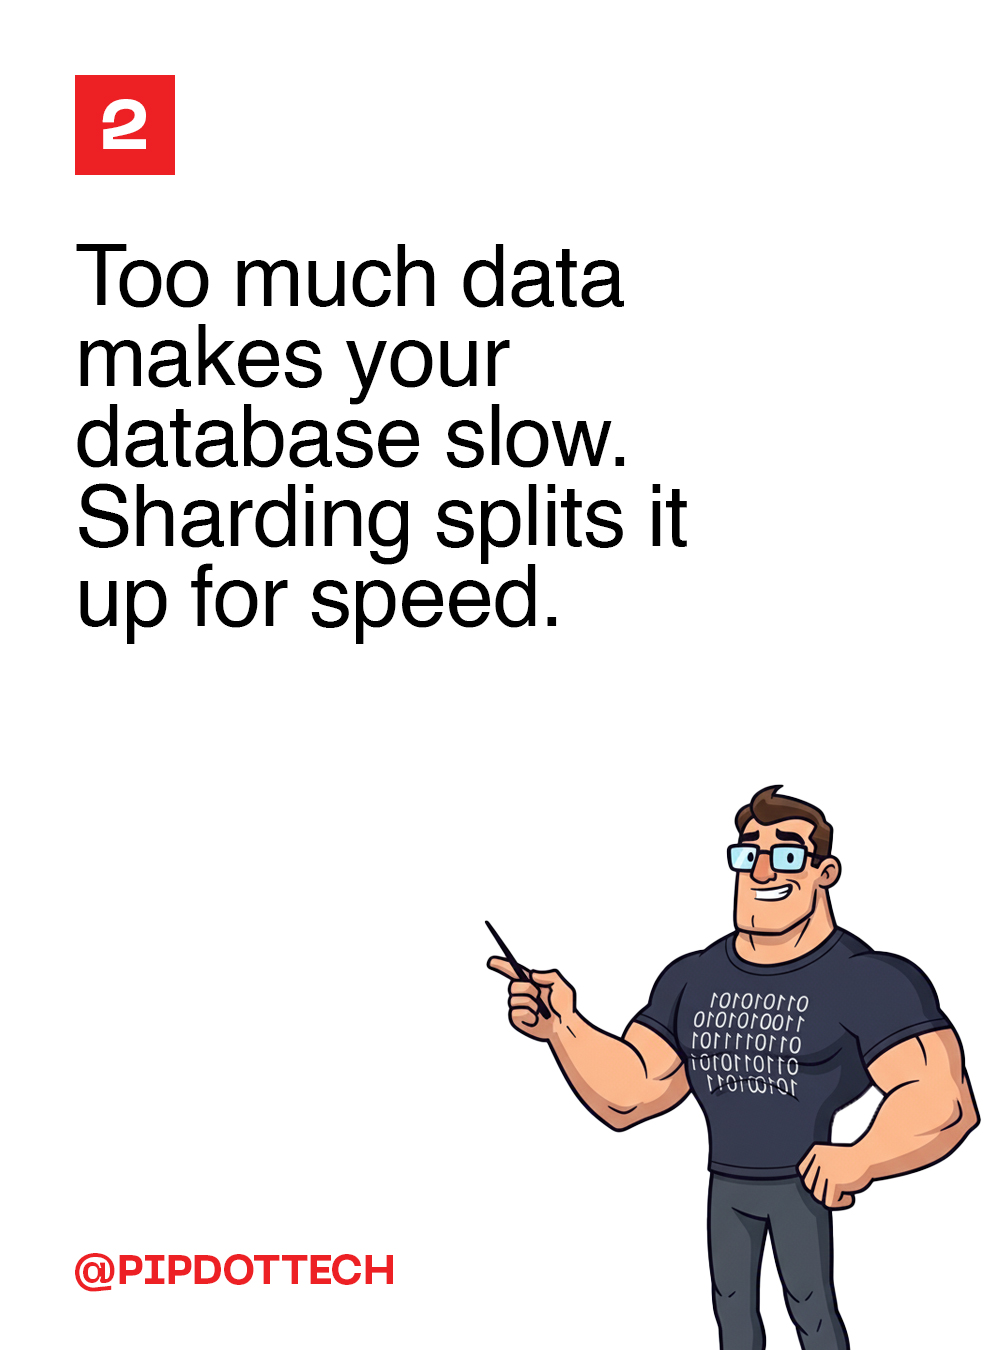 2
Too much data
makes your
database slow.
Sharding splits it
up for speed.
@PIPDOTTECH